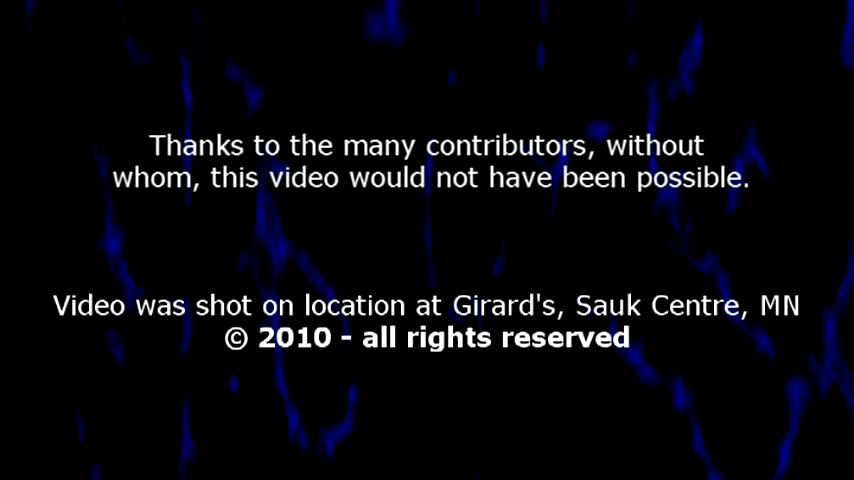 Thanks to the many contributors, without
whom, this video would not have been possible.
Video was shot on location at Girard's, Sauk Centre, MN
© 2010 - all rights reserved